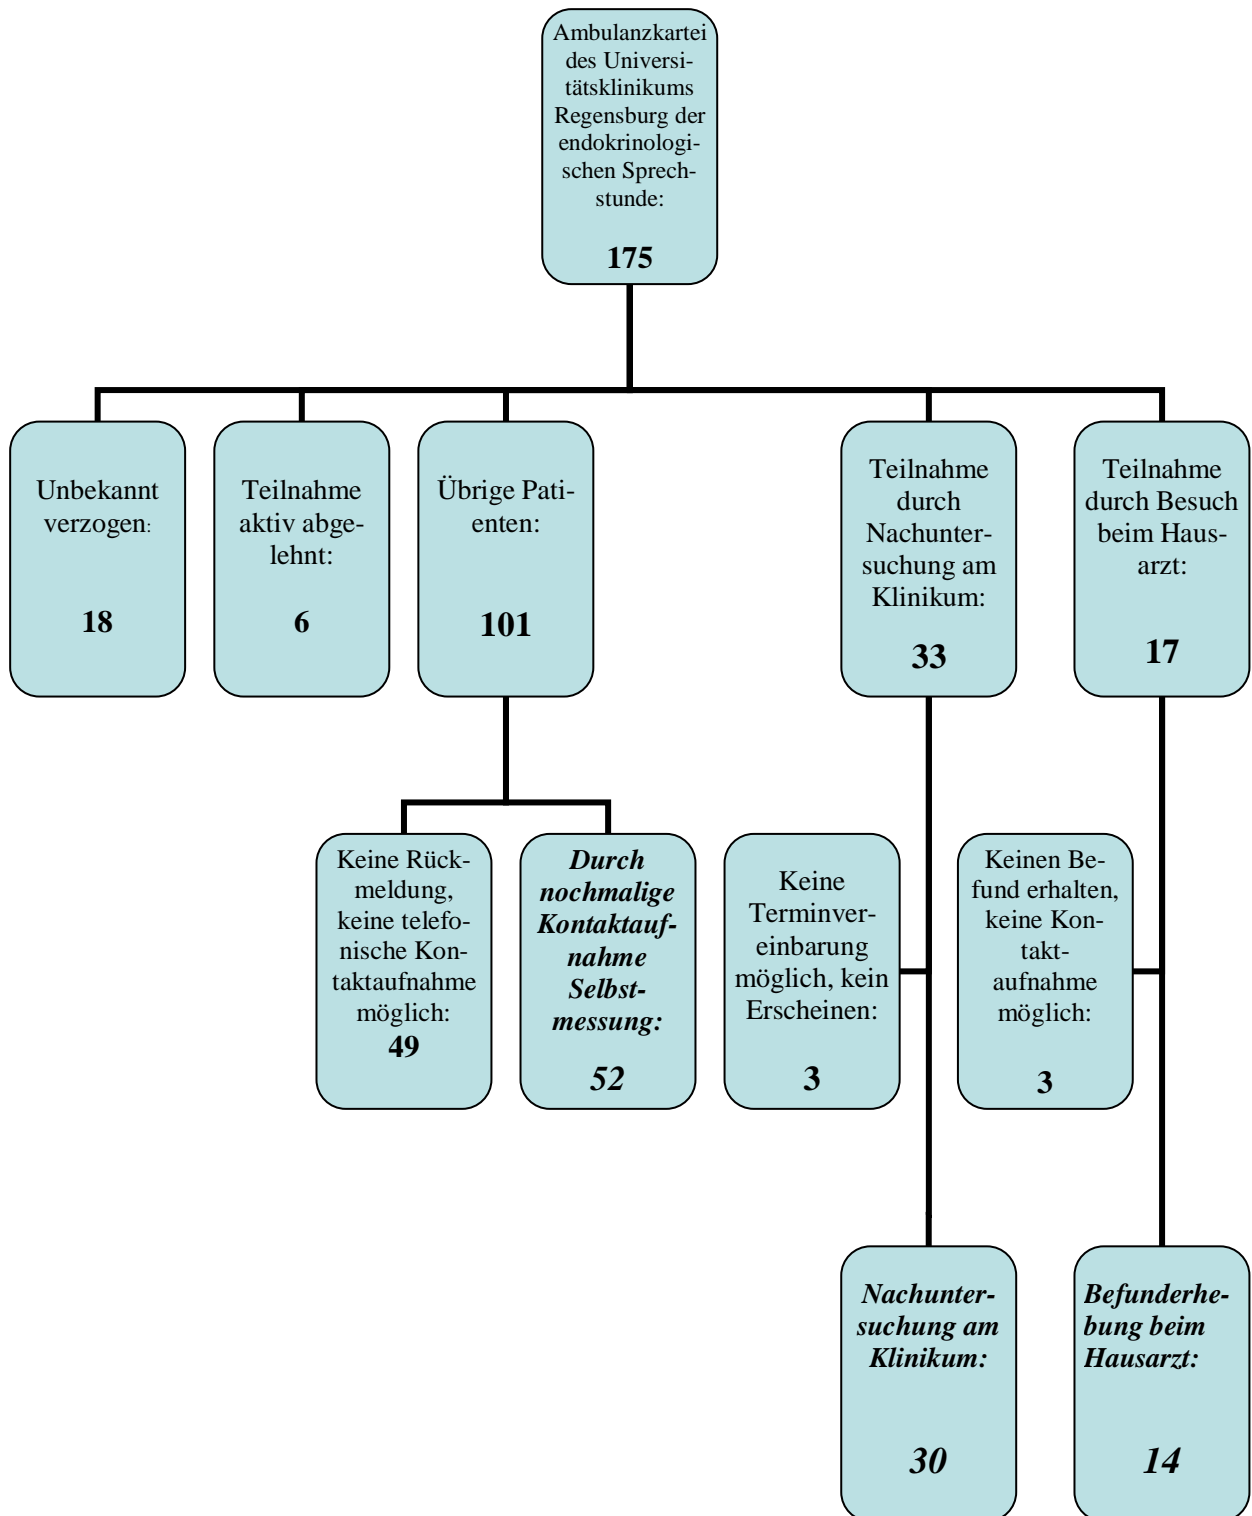 Ambulanzkartei
des Universi-
tätsklinikums
Regensburg der
endokrinologi-
schen Sprech-
stunde:
175
Unbekannt
verzogen:
18
Teilnahme
aktiv abge-
lehnt:
6
Übrige Pati-
enten:
101
Teilnahme
durch
Nachunter-
suchung am
Klinikum:
33
Teilnahme
durch Besuch
beim Haus-
arzt:
17
Keine Rück-
meldung,
keine telefo-
nische Kon-
taktaufnahme
möglich:
49
Durch
nochmalige
Kontaktauf-
nahme
Selbst-
messung:
52
Keine
Terminver-
einbarung
möglich, kein
Erscheinen:
3
Keinen Be-
fund erhalten,
keine Kon-
takt-
aufnahme
möglich:
3
Nachunter-
suchung am
Klinikum:
30
Befunderhe-
bung beim
Hausarzt:
14